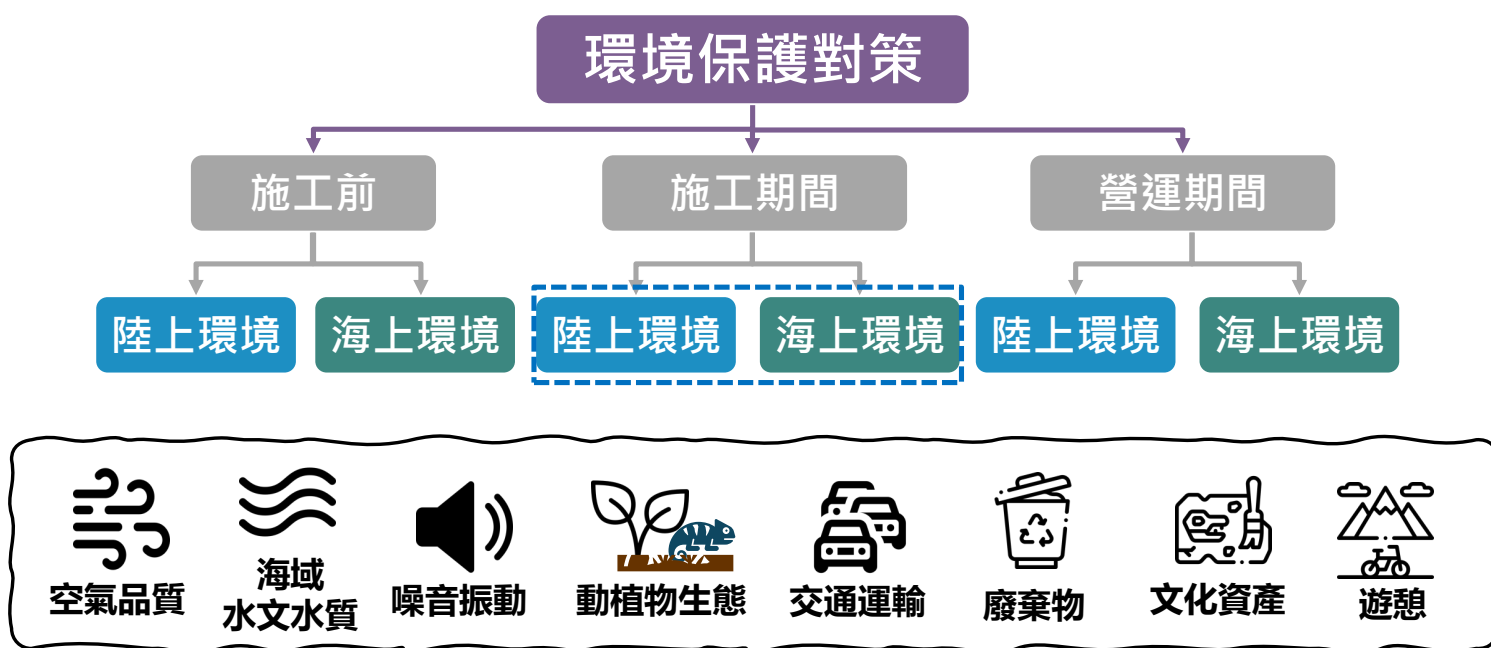 環境保護對策
施工前
施工期間
營運期間
陸上環境
海上環境
陸上環境
海上環境
陸上環境
海上環境
空氣品質
海域
水文水質
噪音振動
動植物生態
交通運輸
廢棄物
文化資產
遊憩